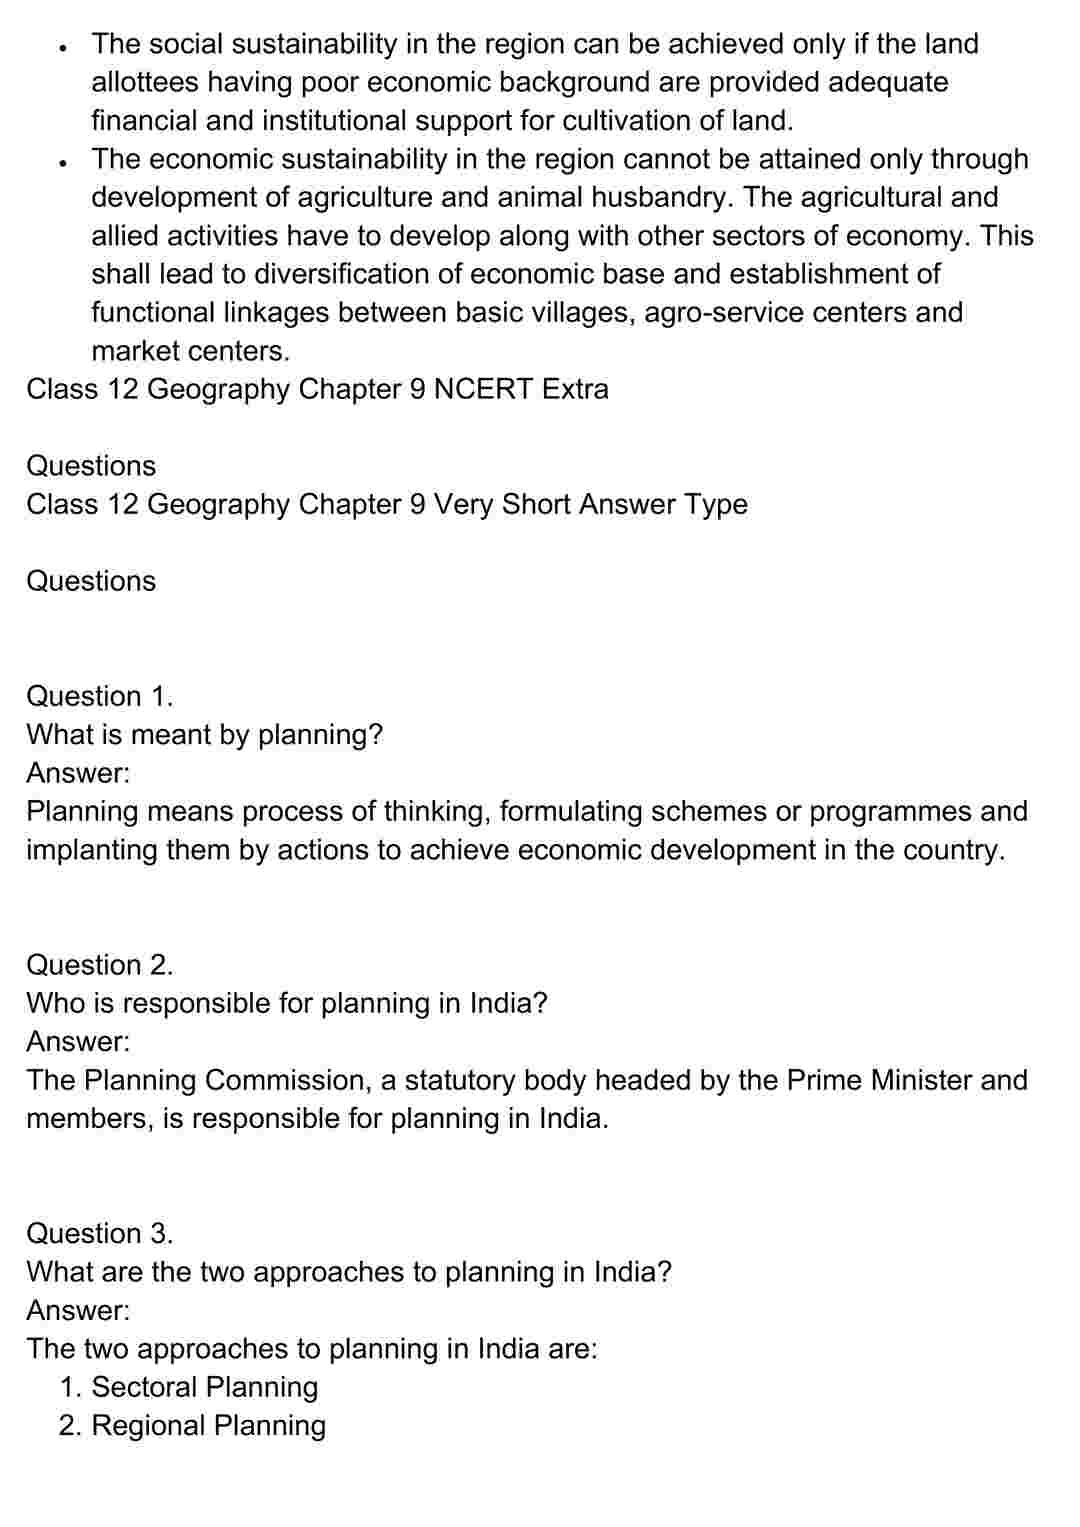 • The social sustainability in the region can be achieved only if the land
allottees having poor economic background are provided adequate
financial and institutional support for cultivation of land.
• The economic sustainability in the region cannot be attained only through
development of agriculture and animal husbandry. The agricultural and
allied activities have to develop along with other sectors of economy. This
shall lead to diversification of economic base and establishment of
functional linkages between basic villages, agro-service centers and
market centers.
Class 12 Geography Chapter 9 NCERT Extra
Questions
Class 12 Geography Chapter 9 Very Short Answer Type
Questions
Question 1.
What is meant by planning?
Answer:
Planning means process of thinking, formulating schemes or programmes and
implanting them by actions to achieve economic development in the country.
Question 2.
Who is responsible for planning in India?
Answer:
The Planning Commission, a statutory body headed by the Prime Minister and
members, is responsible for planning in India.
Question 3.
What are the two approaches to planning in India?
Answer:
The two approaches to planning in India are:
1. Sectoral Planning
2. Regional Planning